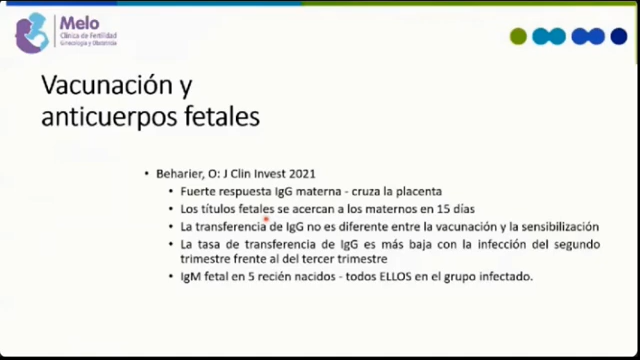 Melo
Clínica de Fertilidad
Ginecología y Obstetricia
Vacunación y
anticuerpos fetales
• Beharier, O: J Clin Invest 2021
• Fuerte respuesta IgG materna - cruza la placenta
• Los títulos fetales se acercan a los maternos en 15 días
• La transferencia de IgG no es diferente entre la vacunación y la sensibilización
• La tasa de transferencia de IgG es más baja con la infección del segundo
trimestre frente al del tercer trimestre
• IgM fetal en 5 recién nacidos - todos ELLOS en el grupo infectado.